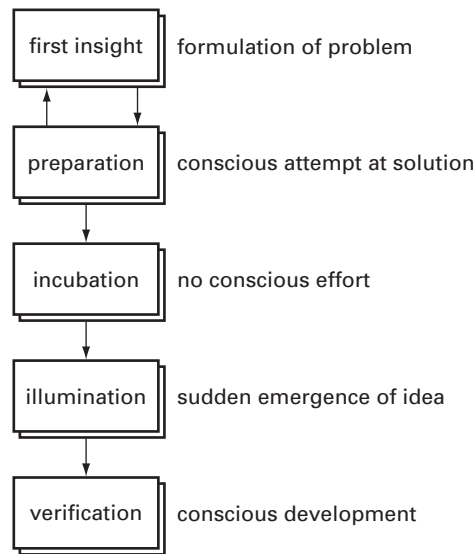 first insight formulation of problem
preparation conscious attempt at solution
incubation no conscious effort
illumination sudden emergence of idea
verification conscious development